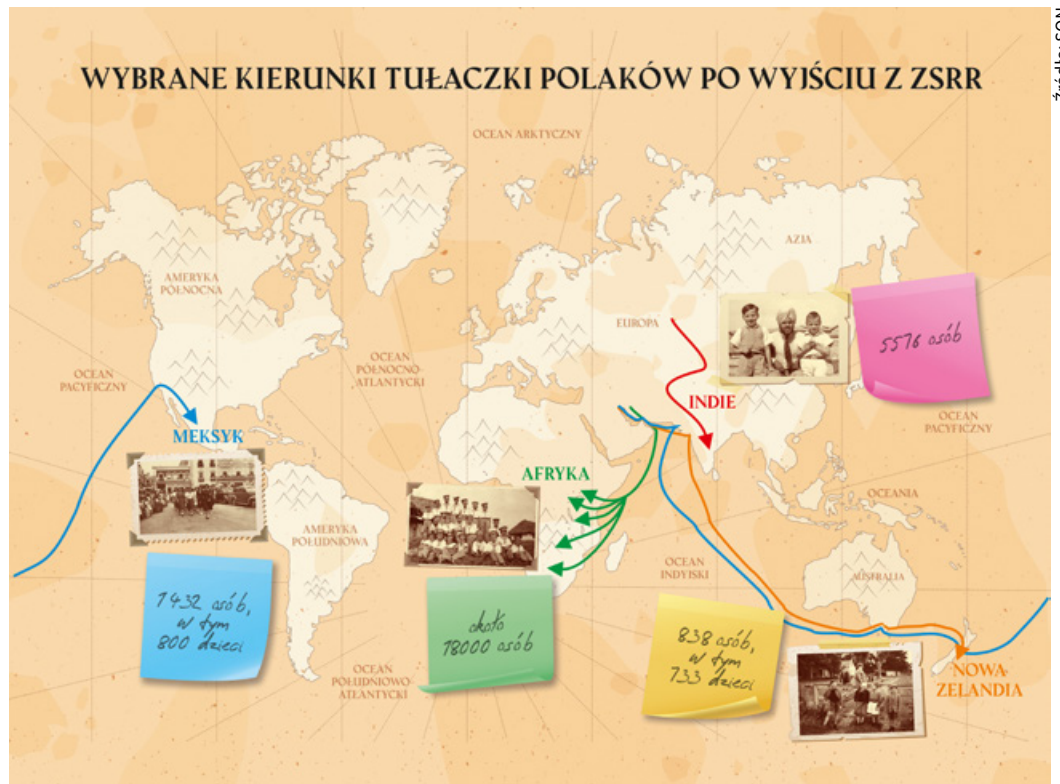 Źródło: SON
WYBRANE KIERUNKI TUŁACZKI POLAKÓW PO WYJŚCIU Z ZSRR
OCEAN ARKTYCZNY
AZJA
AMERYKA
PÓŁNOCNA
EUROPA
5576 osób
OCEAN
PACYFICZNY
OCEAN
PÓŁNOCNO-
ATLANTYCKI
INDIE
OCEAN
PACYFICZNY
MEKSYK
AFRYKA
OCEANIA
AMERYKA
POŁUDNIOWA
OCEAN
INDYJSKI
AUSTRALIA
1432 osób,
w tym
800 dzieci
około
18000 osób
838 osób,
w tym
733 dzieci
OCEAN
POŁUDNIOWO-
ATLANTYCKI
NOWA
ZELANDIA